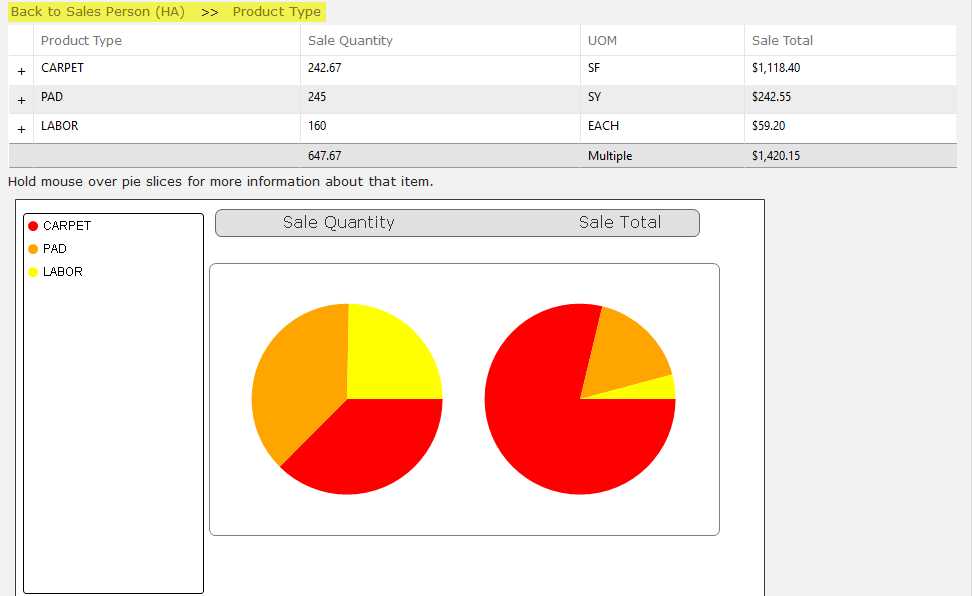 Back to Sales Person (HA) >> Product Type
Product Type Sale Quantity UOM Sale Total
+ CARPET 242.67 SF $1,118.40
+ PAD 245 SY $242.55
+ LABOR 160 EACH $59.20
647.67 Multiple $1,420.15
Hold mouse over pie slices for more information about that item.
CARPET
PAD
LABOR
Sale Quantity Sale Total